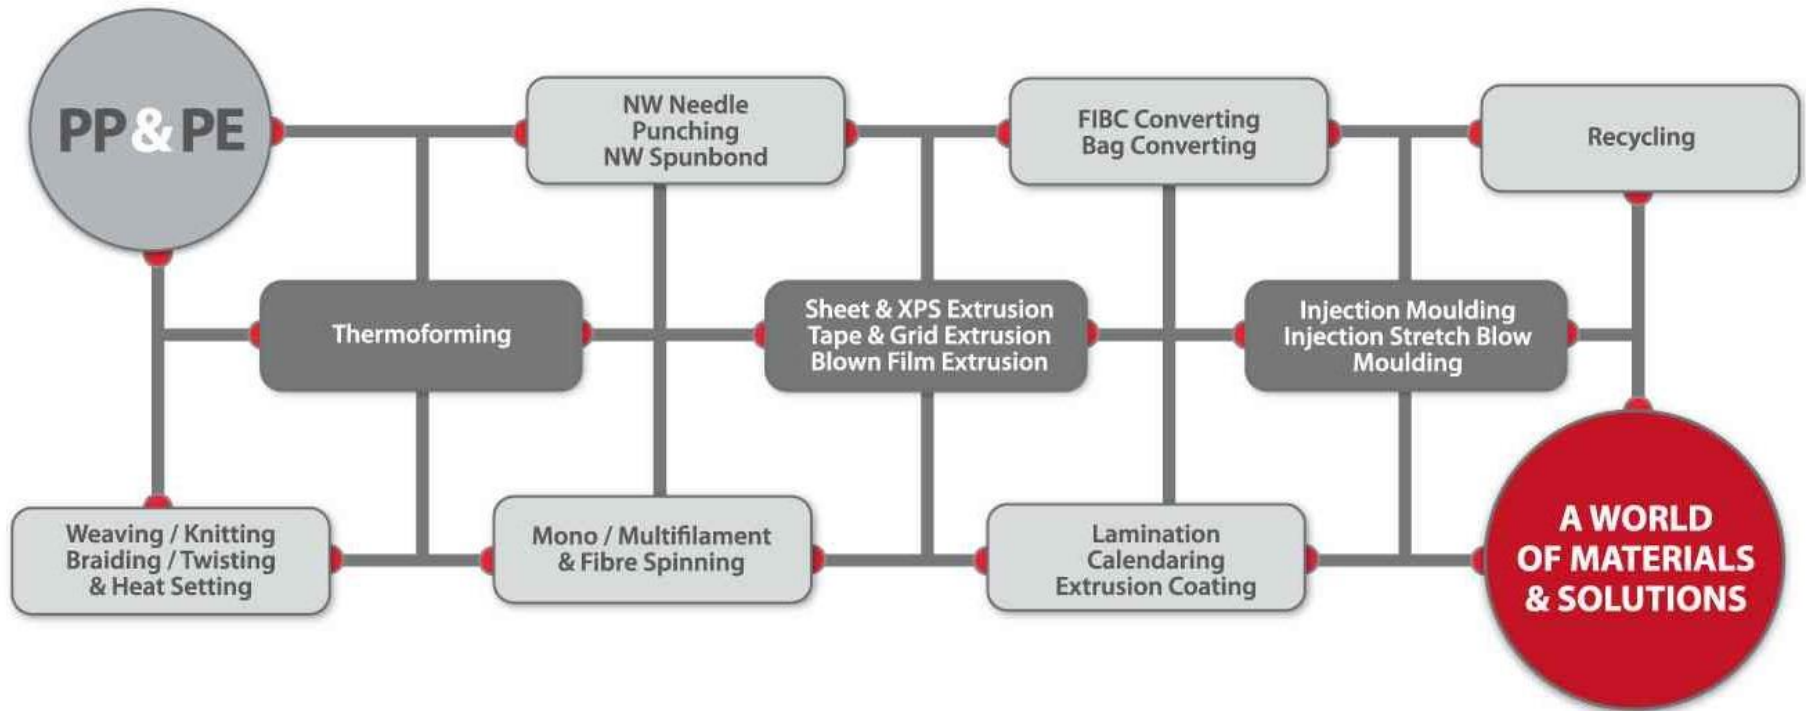 PP & PE
NW Needle
Punching
NW Spunbond
FIBC Converting
Bag Converting
Recycling
Thermoforming
Sheet & XPS Extrusion
Tape & Grid Extrusion
Blown Film Extrusion
Injection Moulding
Injection Stretch Blow
Moulding
Weaving / Knitting
Braiding / Twisting
& Heat Setting
Mono / Multifilament
& Fibre Spinning
Lamination
Calendaring
Extrusion Coating
A WORLD
OF MATERIALS
& SOLUTIONS